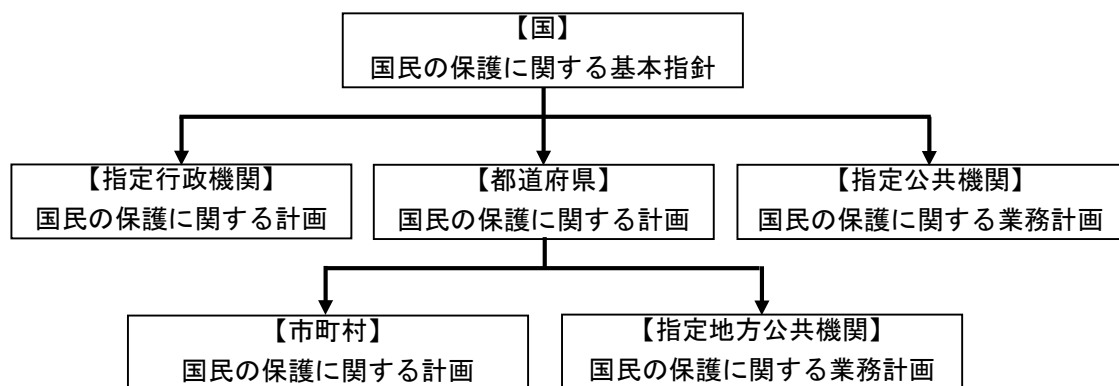 【国】
国民の保護に関する基本指針
【指定行政機関】
国民の保護に関する計画
【都道府県】
国民の保護に関する計画
【指定公共機関】
国民の保護に関する業務計画
【市町村】
国民の保護に関する計画
【指定地方公共機関】
国民の保護に関する業務計画